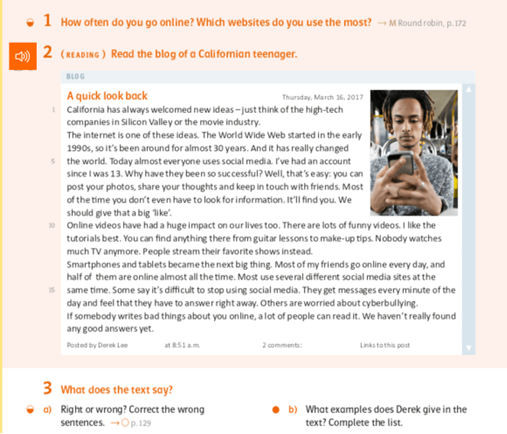 1 How often do you go online? Which websites do you use the most? → M Round robin, p. 172
2 (READING) Read the blog of a Californian teenager.
BLOG
A quick look back
Thursday, March 16, 2017
1 California has always welcomed new ideas – just think of the high-tech
companies in Silicon Valley or the movie industry.
The internet is one of these ideas. The World Wide Web started in the early
1990s, so it's been around for almost 30 years. And it has really changed
5 the world. Today almost everyone uses social media. I've had an account
since I was 13. Why have they been so successful? Well, that's easy: you can
post your photos, share your thoughts and keep in touch with friends. Most
of the time you don't even have to look for information. It'll find you. We
should give that a big 'like'.
10 Online videos have had a huge impact on our lives too. There are lots of funny videos. I like the
tutorials best. You can find anything there from guitar lessons to make-up tips. Nobody watches
much TV anymore. People stream their favorite shows instead.
Smartphones and tablets became the next big thing. Most of my friends go online every day, and
half of them are online almost all the time. Most use several different social media sites at the
15 same time. Some say it's difficult to stop using social media. They get messages every minute of the
day and feel that they have to answer right away. Others are worried about cyberbullying.
If somebody writes bad things about you online, a lot of people can read it. We haven't really found
any good answers yet.
Posted by Derek Lee at 8:51 a.m. 2 comments: Links to this post
3 What does the text say?
a) Right or wrong? Correct the wrong
sentences. → p. 129
b) What examples does Derek give in the
text? Complete the list.